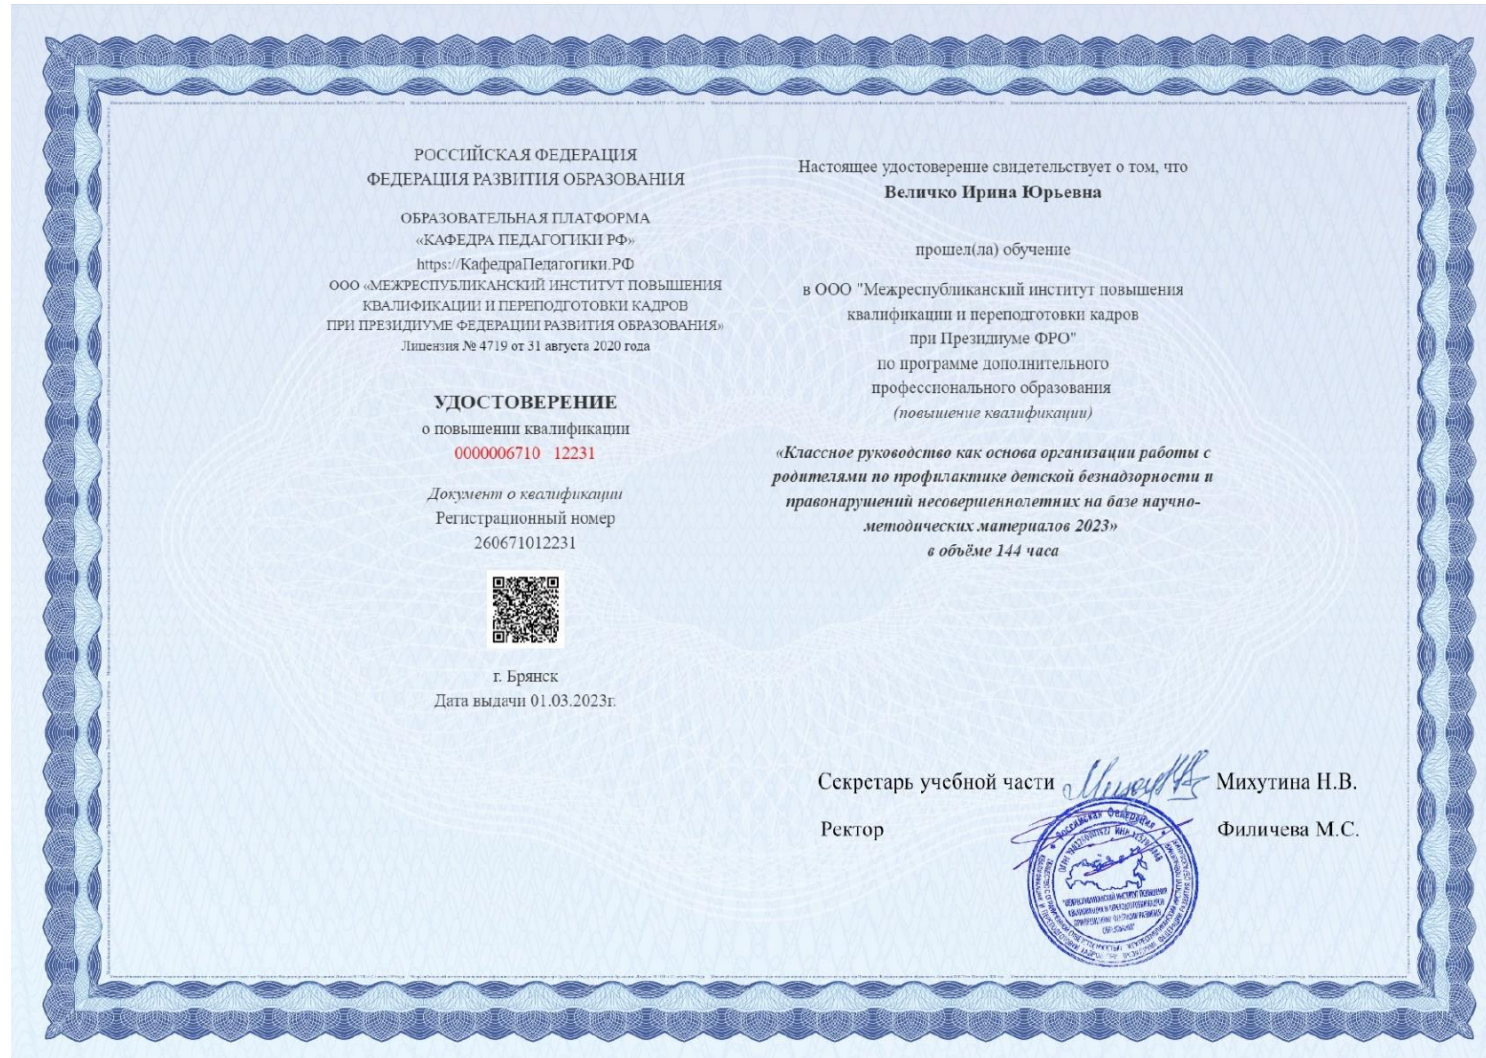 РОССИЙСКАЯ ФЕДЕРАЦИЯ
ФЕДЕРАЦИЯ РАЗВИТИЯ ОБРАЗОВАНИЯ
ОБРАЗОВАТЕЛЬНАЯ ПЛАТФОРМА
«КАФЕДРА ПЕДАГОГИКИ РФ»
https://КафедраПедагогики.РФ
ООО «МЕЖРЕСПУБЛИКАНСКИЙ ИНСТИТУТ ПОВЫШЕНИЯ
КВАЛИФИКАЦИИ И ПЕРЕПОДГОТОВКИ КАДРОВ
ПРИ ПРЕЗИДИУМЕ ФЕДЕРАЦИИ РАЗВИТИЯ ОБРАЗОВАНИЯ»
Лицензия № 4719 от 31 августа 2020 года
УДОСТОВЕРЕНИЕ
о повышении квалификации
0000006710 12231
Документ о квалификации
Регистрационный номер
260671012231
г. Брянск
Дата выдачи 01.03.2023г.
Настоящее удостоверение свидетельствует о том, что
Величко Ирина Юрьевна
прошел(ла) обучение
в ООО "Межреспубликанский институт повышения
квалификации и переподготовки кадров
при Президиуме ФРО"
по программе дополнительного
профессионального образования
(повышение квалификации)
«Классное руководство как основа организации работы с
родителями по профилактике детской безнадзорности и
правонарушений несовершеннолетних на базе научно-
методических материалов 2023»
в объёме 144 часа
Секретарь учебной части Михутина Н.В.
Ректор Филичева М.С.
Российская Федерация